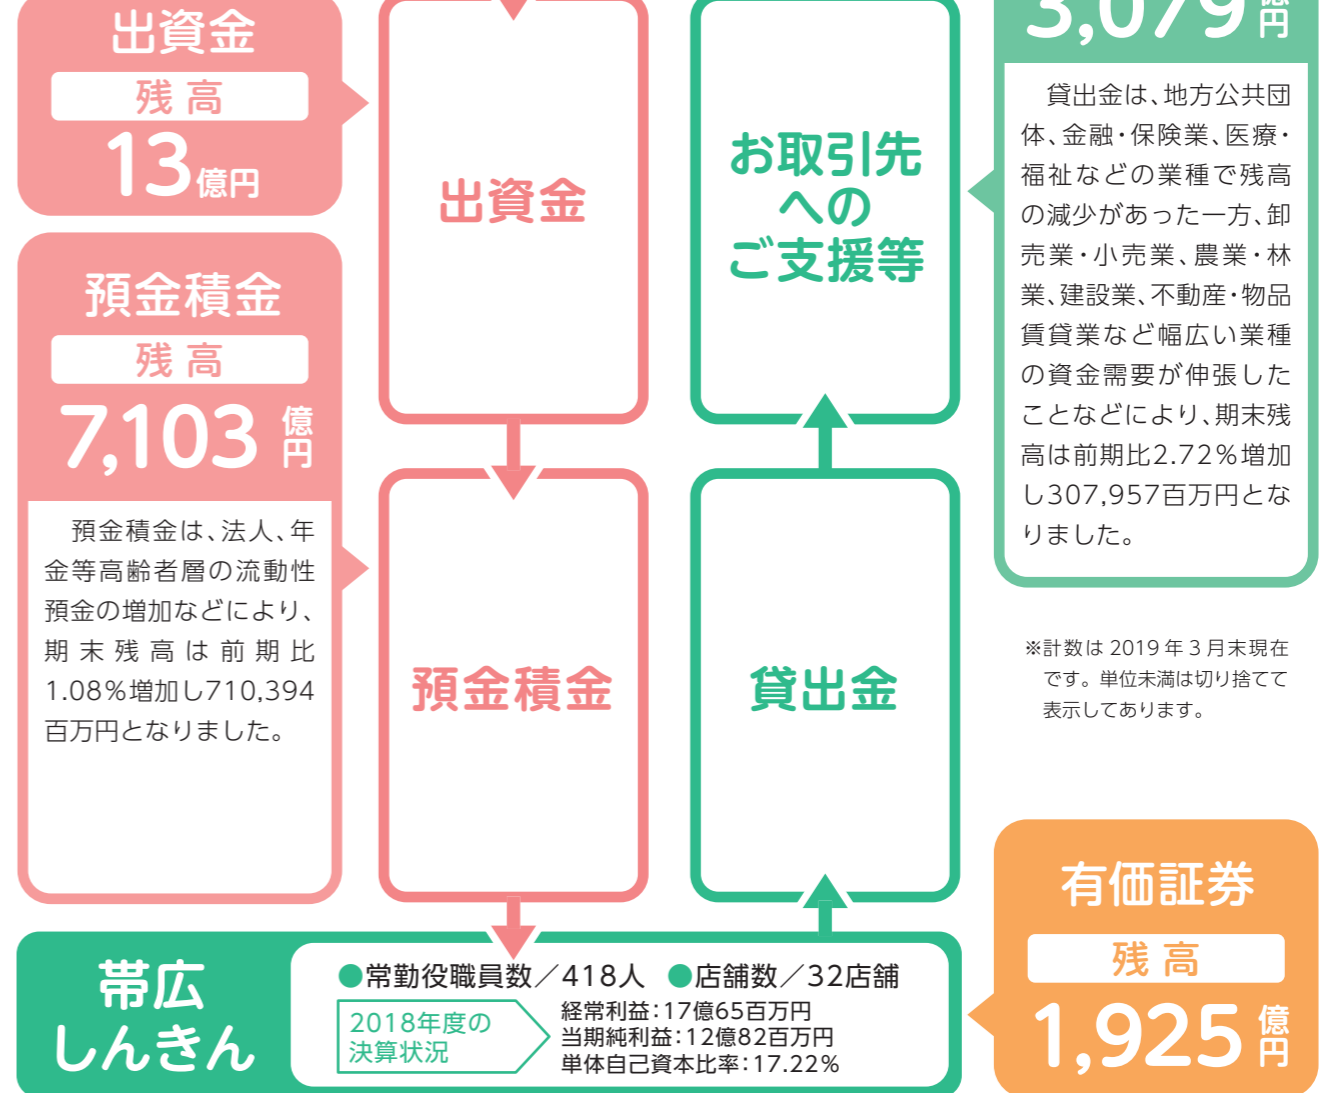 出資金
残高
13億円
預金積金
残高
7,103億円
預金積金は、法人、年
金等高齢者層の流動性
預金の増加などにより、
期末残高は前期比
1.08％増加し710,394
百万円となりました。
出資金
預金積金
お取引先
への
ご支援等
貸出金
3,079億円
貸出金は、地方公共団
体、金融・保険業、医療・
福祉などの業種で残高
の減少があった一方、卸
売業・小売業、農業・林
業、建設業、不動産・物品
賃貸業など幅広い業種
の資金需要が伸張した
ことなどにより、期末残
高は前期比2.72％増加
し307,957百万円とな
りました。
※計数は2019年3月末現在
です。単位未満は切り捨てて
表示してあります。
有価証券
残高
1,925億円
帯広
しんきん
●常勤役職員数／418人 ●店舗数／32店舗
2018年度の
決算状況
経常利益：17億65百万円
当期純利益：12億82百万円
単体自己資本比率：17.22%